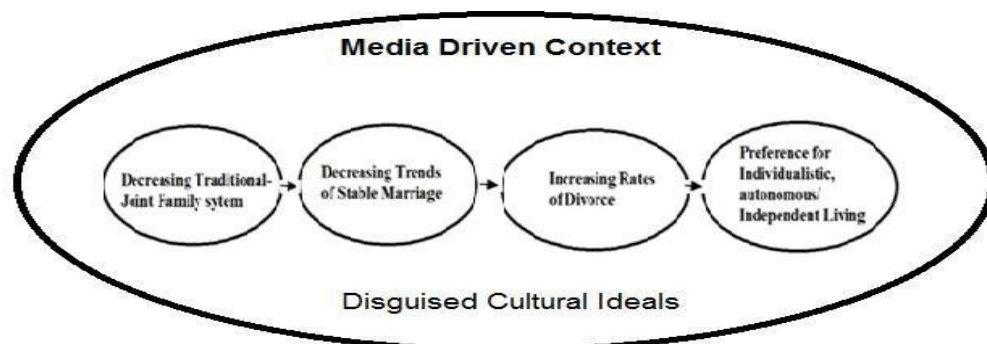 Media Driven Context
Decreasing Traditional-
Joint Family sytem
Decreasing Trends
of Stable Marriage
Increasing Rates
of Divorce
Preference for
Individualistic,
autonomous/
Independent Living
Disguised Cultural Ideals